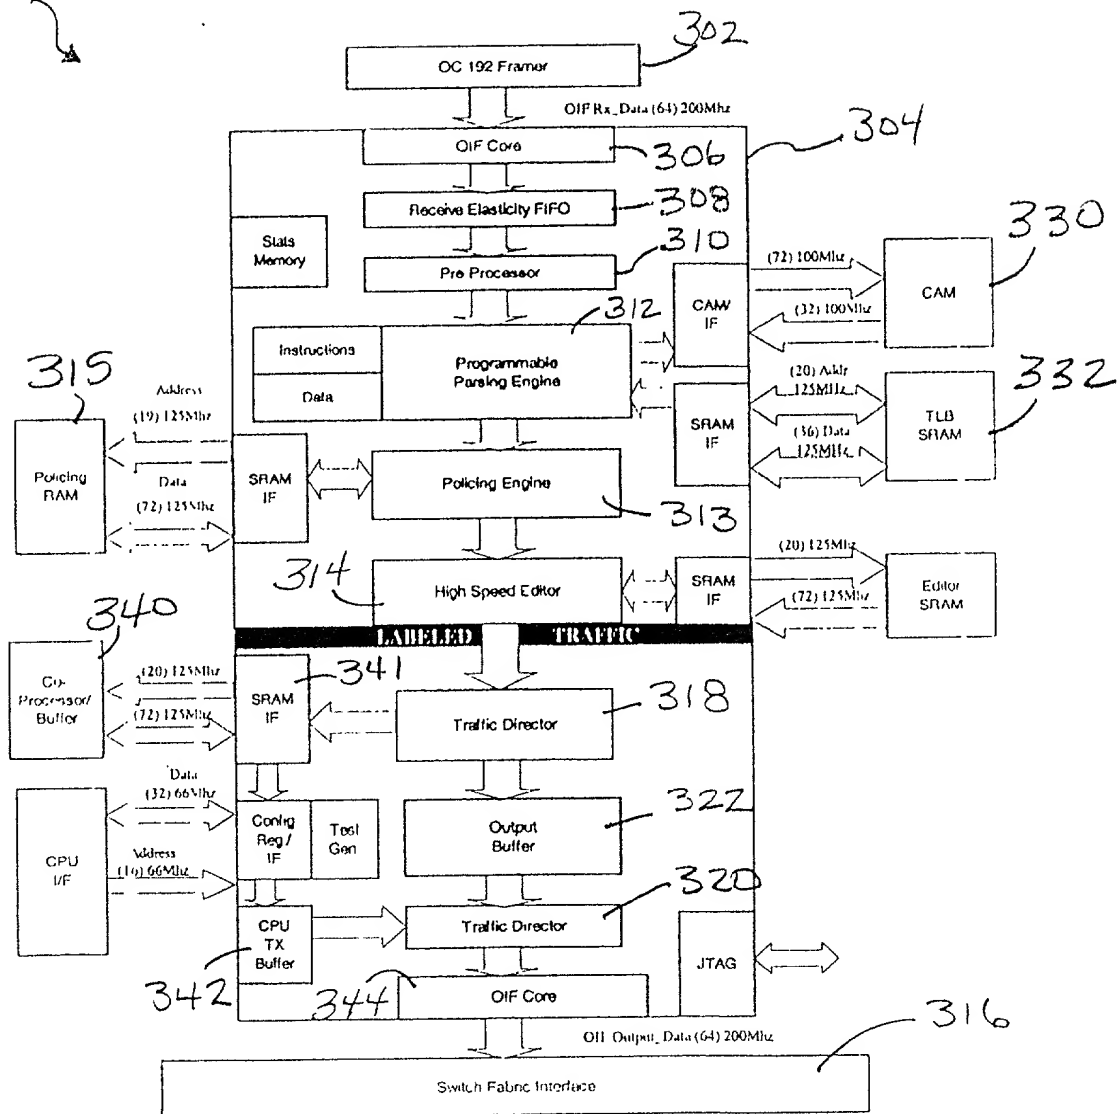 302
OC 192 Framer
OIF Rx_Data (64) 200Mhz
304
OIF Core
306
Receive Elasticity FIFO
308
Stats
Memory
310
Pre Processor
330
(72) 100Mhz
CAM
(32) 100Mhz
CAM/
IF
312
Instructions
Data
Programmable
Parsing Engine
315
Address
(19) 125Mhz
(20) Addr
125Mhz
332
SRAM
IF
(36) Data
125Mhz
TLB
SRAM
Policing
RAM
Data
(72) 125Mhz
SRAM
IF
Policing Engine
313
314
High Speed Editor
SRAM
IF
(20) 125Mhz
(72) 125Mhz
Editor
SRAM
LABELED TRAFFIC
340
341
Co-
Processor/
Buffer
(20) 125Mhz
(72) 125Mhz
SRAM
IF
Traffic Director
318
Data
(32) 66Mhz
CPU
I/F
Address
(16) 66Mhz
Config
Reg /
IF
Test
Gen
Output
Buffer
322
320
CPU
TX
Buffer
Traffic Director
JTAG
342
344
OIF Core
316
OIF Output_Data (64) 200Mhz
Switch Fabric Interface